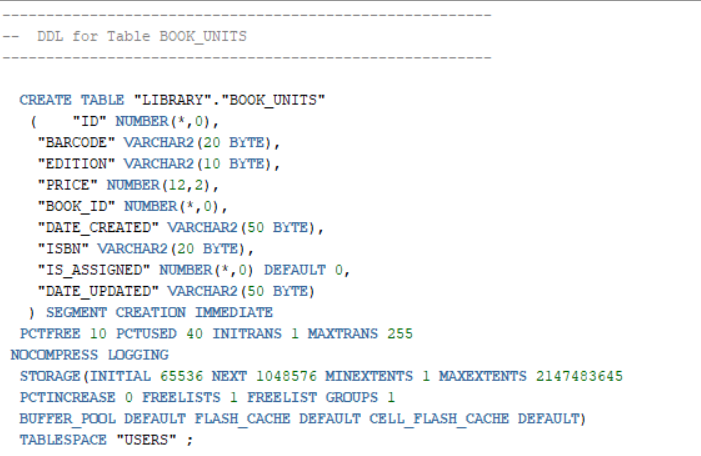 --------------------------------------------------------
--  DDL for Table BOOK_UNITS
--------------------------------------------------------
CREATE TABLE "LIBRARY"."BOOK_UNITS"
(    "ID" NUMBER(*,0),
"BARCODE" VARCHAR2(20 BYTE),
"EDITION" VARCHAR2(10 BYTE),
"PRICE" NUMBER(12,2),
"BOOK_ID" NUMBER(*,0),
"DATE_CREATED" VARCHAR2(50 BYTE),
"ISBN" VARCHAR2(20 BYTE),
"IS_ASSIGNED" NUMBER(*,0) DEFAULT 0,
"DATE_UPDATED" VARCHAR2(50 BYTE)
) SEGMENT CREATION IMMEDIATE
PCTFREE 10 PCTUSED 40 INITRANS 1 MAXTRANS 255
NOCOMPRESS LOGGING
STORAGE(INITIAL 65536 NEXT 1048576 MINEXTENTS 1 MAXEXTENTS 2147483645
PCTINCREASE 0 FREELISTS 1 FREELIST GROUPS 1
BUFFER_POOL DEFAULT FLASH_CACHE DEFAULT CELL_FLASH_CACHE DEFAULT)
TABLESPACE "USERS" ;